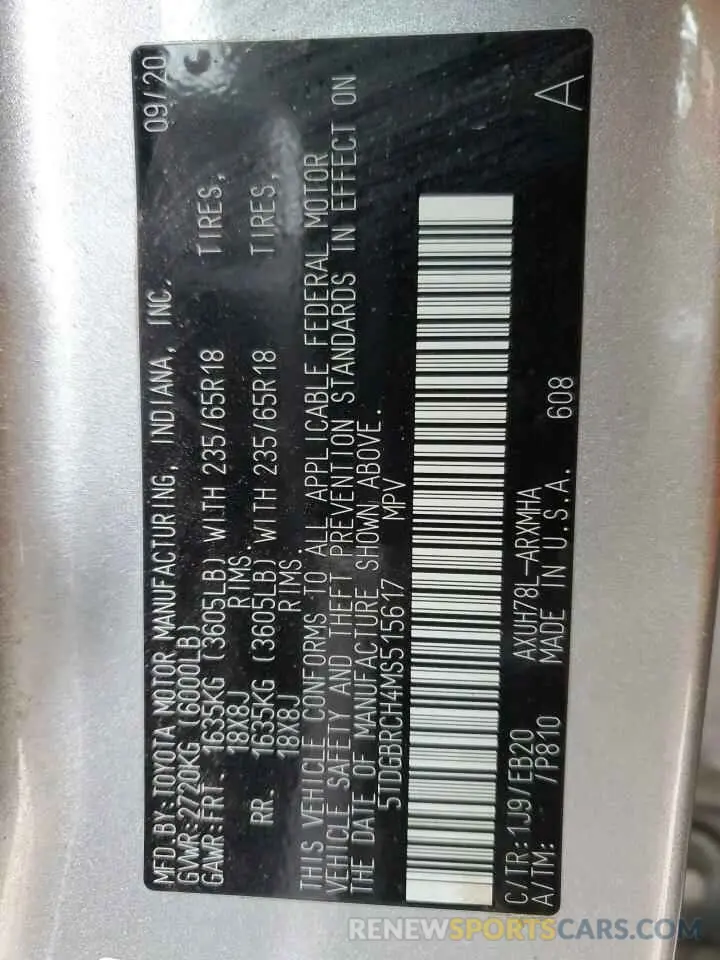 MFD.BY:TOYOTA MOTOR MANUFACTURING, INDIANA, INC. 09/20
GVWR:2720KG (6000LB)
GAWR:FRT. 1635KG (3605LB) WITH 235/65R18 TIRES,
18X8J RIMS.
RR. 1635KG (3605LB) WITH 235/65R18 TIRES,
18X8J RIMS.
THIS VEHICLE CONFORMS TO ALL APPLICABLE FEDERAL MOTOR
VEHICLE SAFETY AND THEFT PREVENTION STANDARDS IN EFFECT ON
THE DATE OF MANUFACTURE SHOWN ABOVE.
5TDGBRCH4MS515617 MPV
C/TR:1J9/EB20 AXUH78L-ARXMHA A
A/TM: /P810 MADE IN U.S.A. 608
RENEWSPORTSCARS.COM